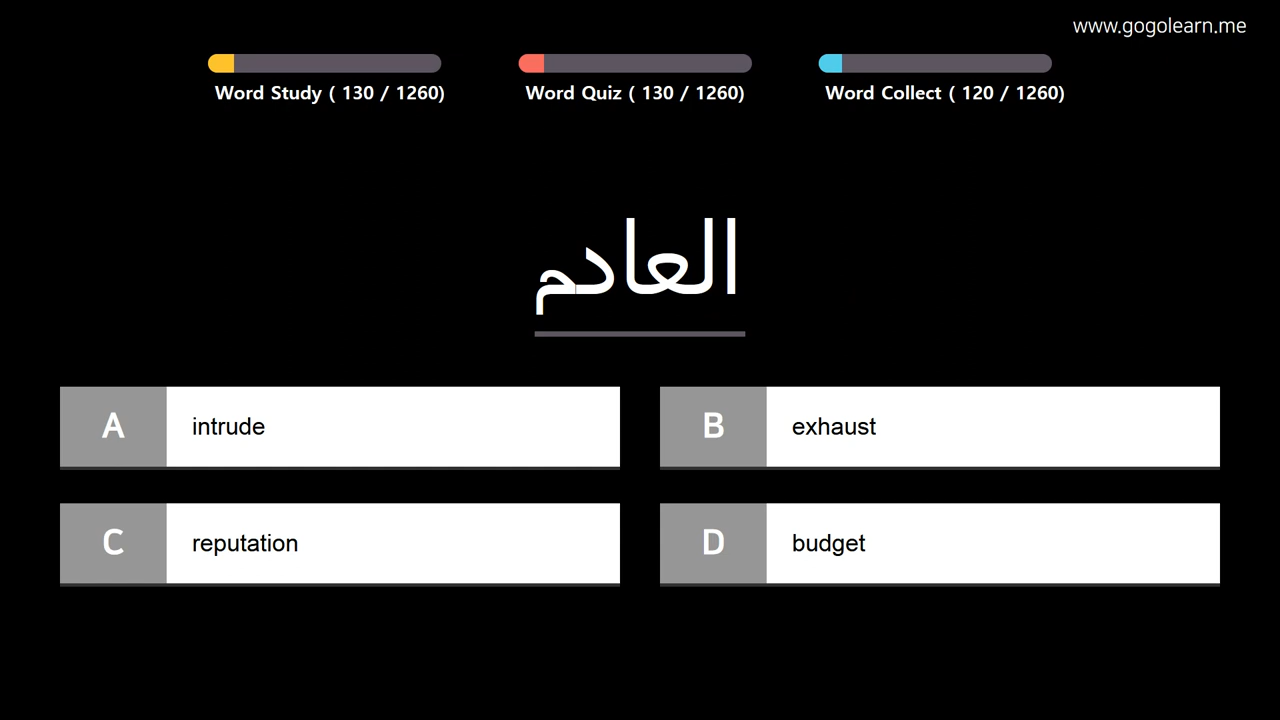 www.gogolearn.me
Word Study ( 130 / 1260)
Word Quiz ( 130 / 1260)
Word Collect ( 120 / 1260)
العادم
A intrude
B exhaust
C reputation
D budget